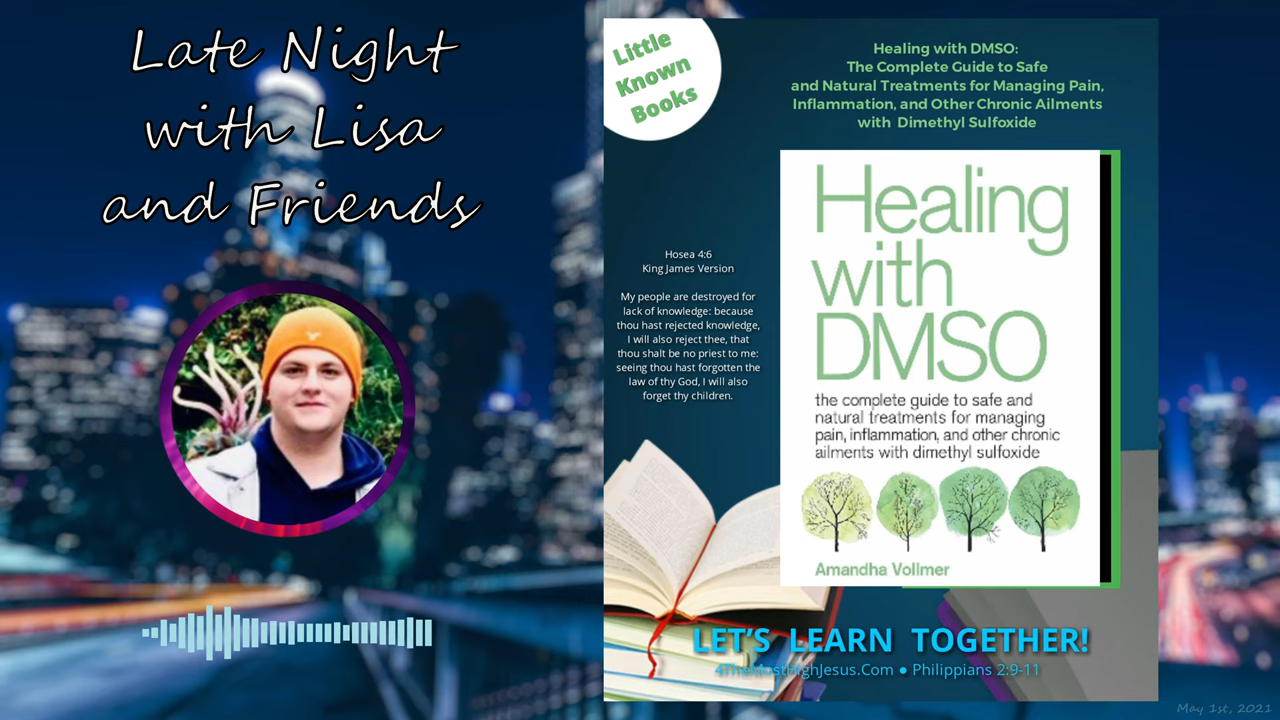 Late Night
with Lisa
and Friends
Little
Known
Books
Healing with DMSO:
The Complete Guide to Safe
and Natural Treatments for Managing Pain,
Inflammation, and Other Chronic Ailments
with Dimethyl Sulfoxide
Hosea 4:6
King James Version
My people are destroyed for
lack of knowledge: because
thou hast rejected knowledge,
I will also reject thee, that
thou shalt be no priest to me:
seeing thou hast forgotten the
law of thy God, I will also
forget thy children.
Healing
with
DMSO
the complete guide to safe and
natural treatments for managing
pain, inflammation, and other chronic
ailments with dimethyl sulfoxide
Amandha Vollmer
LET'S LEARN TOGETHER!
4TheMostHighJesus.Com ● Philippians 2:9-11
May 1st, 2021